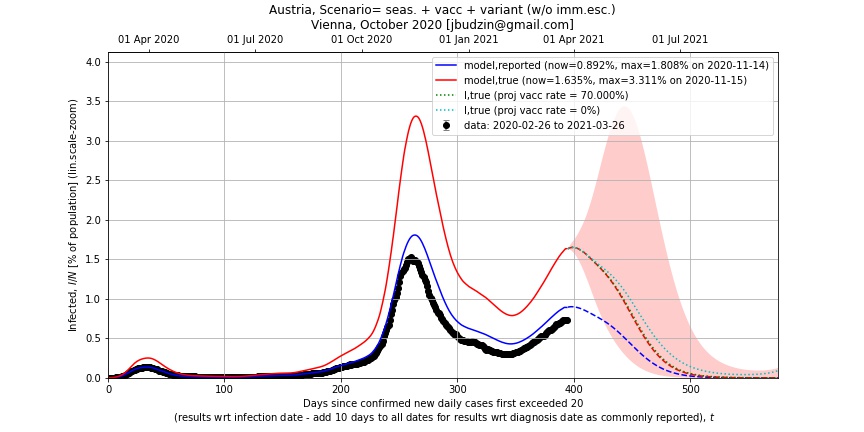 Austria, Scenario= seas. + vacc + variant (w/o imm.esc.)
Vienna, October 2020 [jbudzin@gmail.com]
01 Apr 2020 01 Jul 2020 01 Oct 2020 01 Jan 2021 01 Apr 2021 01 Jul 2021
model,reported (now=0.892%, max=1.808% on 2020-11-14)
model,true (now=1.635%, max=3.311% on 2020-11-15)
I,true (proj vacc rate = 70.000%)
I,true (proj vacc rate = 0%)
data: 2020-02-26 to 2021-03-26
Infected, I/N [% of population] (lin.scale-zoom)
4.0
3.5
3.0
2.5
2.0
1.5
1.0
0.5
0.0
0 100 200 300 400 500
Days since confirmed new daily cases first exceeded 20
(results wrt infection date - add 10 days to all dates for results wrt diagnosis date as commonly reported), t